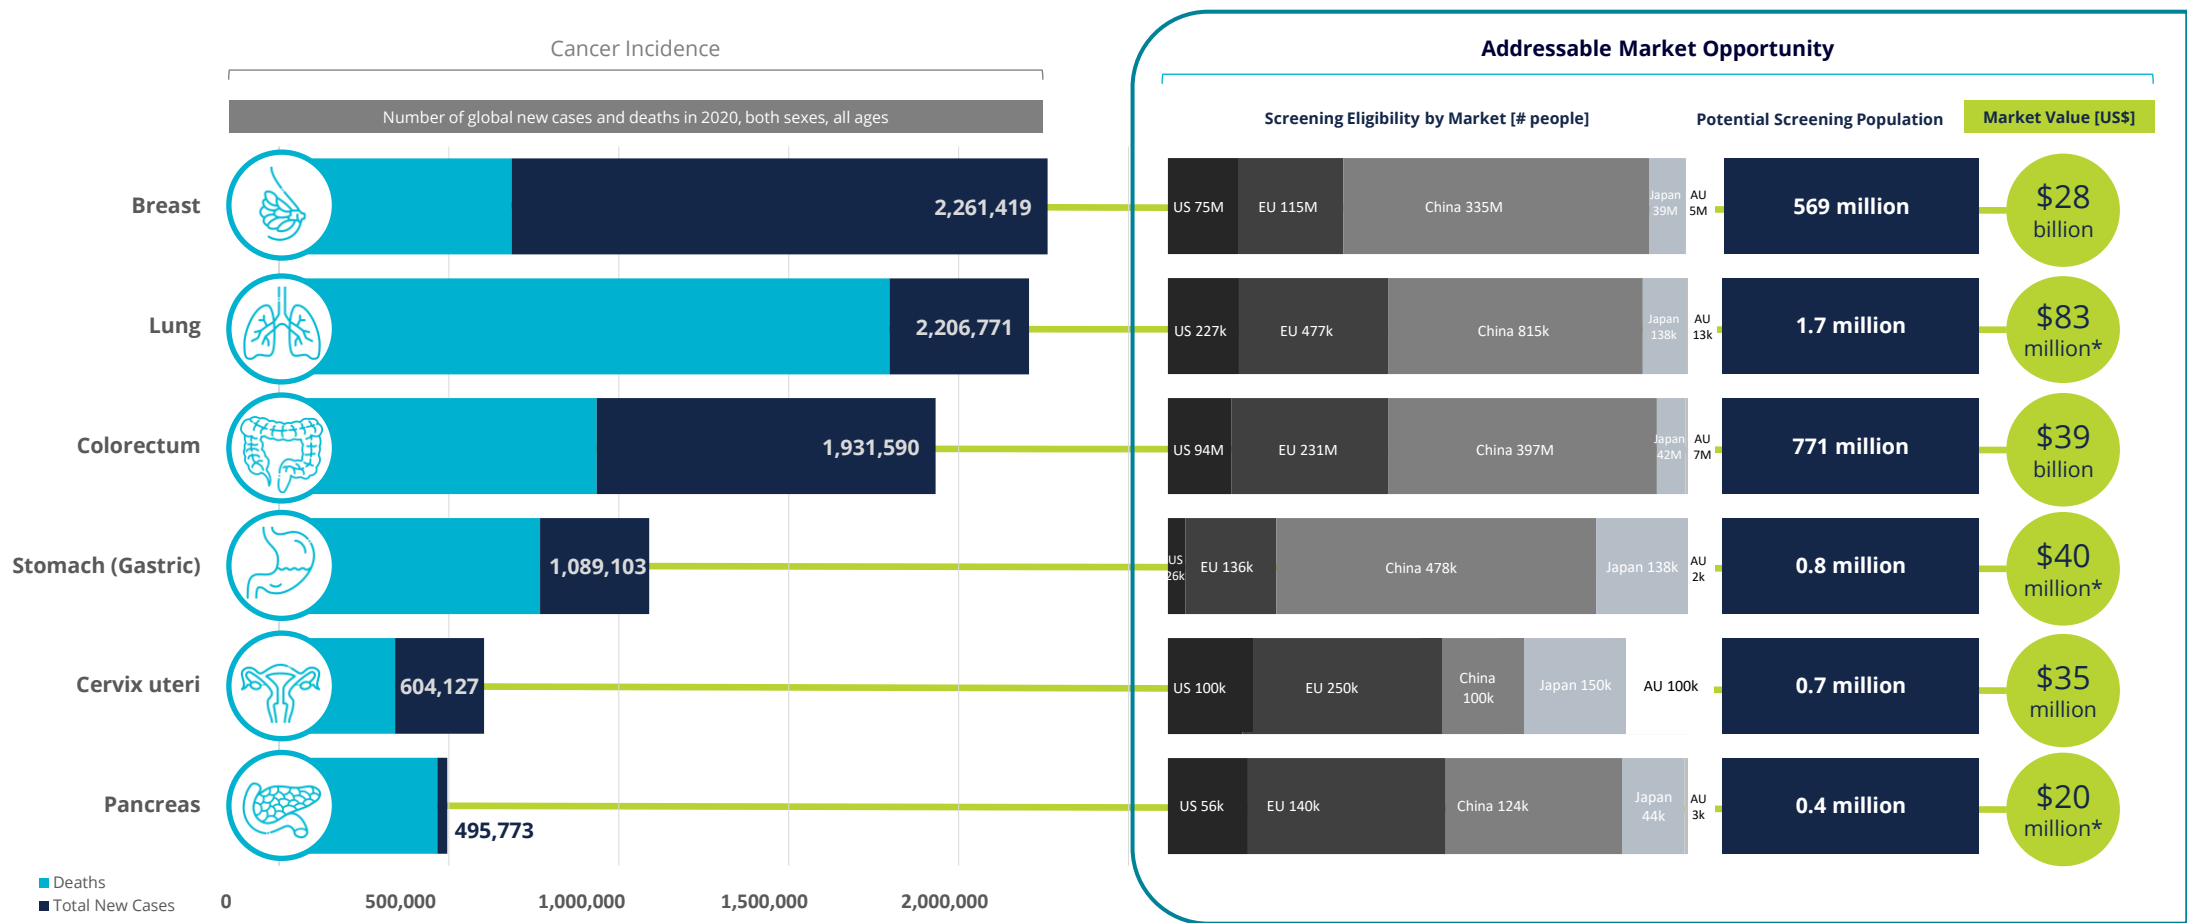 Cancer Incidence
Addressable Market Opportunity
Number of global new cases and deaths in 2020, both sexes, all ages
Screening Eligibility by Market [# people]
Potential Screening Population
Market Value [US$]
Breast
2,261,419
US 75M
EU 115M
China 335M
Japan
39M
AU
5M
569 million
$28
billion
Lung
2,206,771
US 227k
EU 477k
China 815k
Japan
138k
AU
13k
1.7 million
$83
million*
Colorectum
1,931,590
US 94M
EU 231M
China 397M
Japan
42M
AU
7M
771 million
$39
billion
Stomach (Gastric)
1,089,103
US
26k
EU 136k
China 478k
Japan 138k
AU
2k
0.8 million
$40
million*
Cervix uteri
604,127
US 100k
EU 250k
China
100k
Japan 150k
AU 100k
0.7 million
$35
million
Pancreas
495,773
US 56k
EU 140k
China 124k
Japan
44k
AU
3k
0.4 million
$20
million*
Deaths
Total New Cases
0
500,000
1,000,000
1,500,000
2,000,000